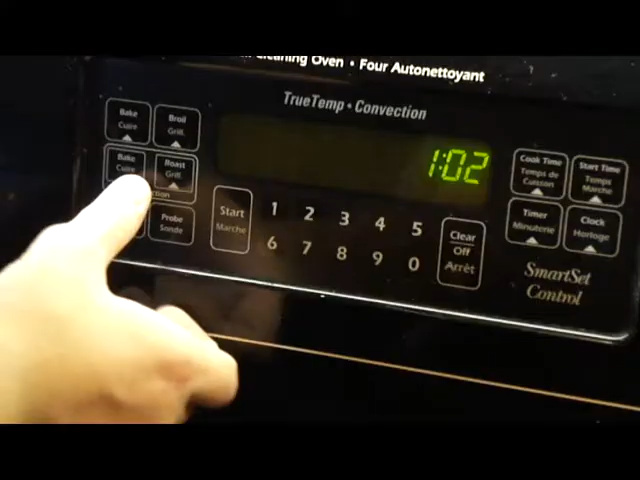 Cleaning Oven • Four Autonettoyant
TrueTemp • Convection
Bake
Cuire
Broil
Gril.
Bake
Cuire
Roast
Gril.
Probe
Sonde
Start
Marche
1 2 3 4 5
6 7 8 9 0
1:02
Clear
Off
Arrêt
Cook Time
Temps de
Cuisson
Start Time
Temps
Marche
Timer
Minuterie
Clock
Horloge
SmartSet
Control